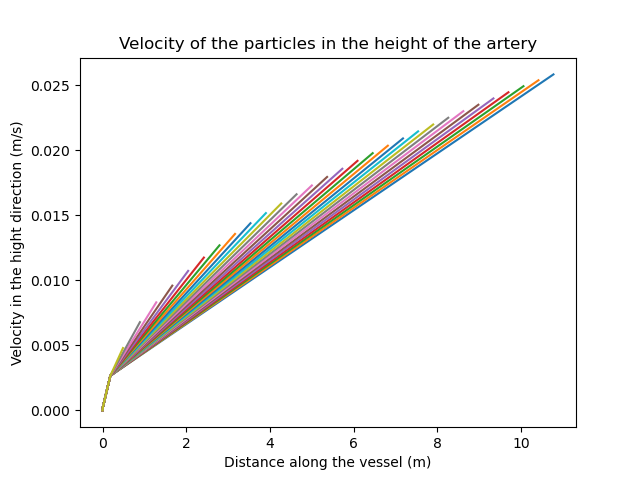 Velocity of the particles in the height of the artery
Velocity in the hight direction (m/s)
0.025
0.020
0.015
0.010
0.005
0.000
0 2 4 6 8 10
Distance along the vessel (m)